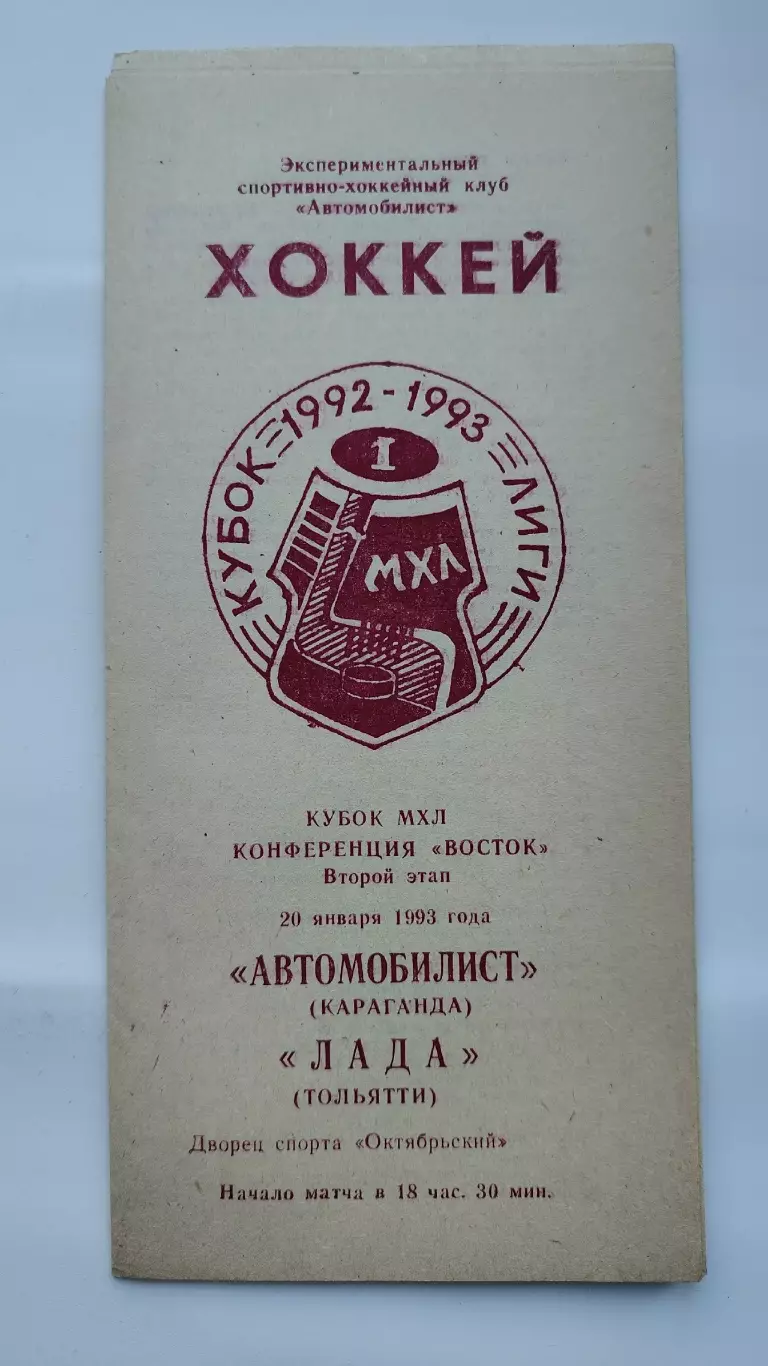 Экспериментальный
спортивно-хоккейный клуб
«Автомобилист»
ХОККЕЙ
КУБОК 1992-1993 ЛИГИ
1
МХЛ
КУБОК МХЛ
КОНФЕРЕНЦИЯ «ВОСТОК»
Второй этап
20 января 1993 года
«АВТОМОБИЛИСТ»
(КАРАГАНДА)
«ЛАДА»
(ТОЛЬЯТТИ)
Дворец спорта «Октябрьский»
Начало матча в 18 час. 30 мин.